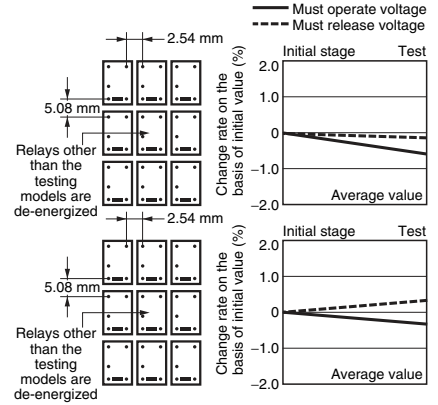 Must operate voltage
Must release voltage
2.54 mm
5.08 mm
Relays other
than the
testing
models are
de-energized
Change rate on the
basis of initial value (%)
Initial stage Test
2.0
1.0
0
−1.0
−2.0
Average value
2.54 mm
5.08 mm
Relays other
than the
testing
models are
de-energized
Change rate on the
basis of initial value (%)
Initial stage Test
2.0
1.0
0
−1.0
−2.0
Average value